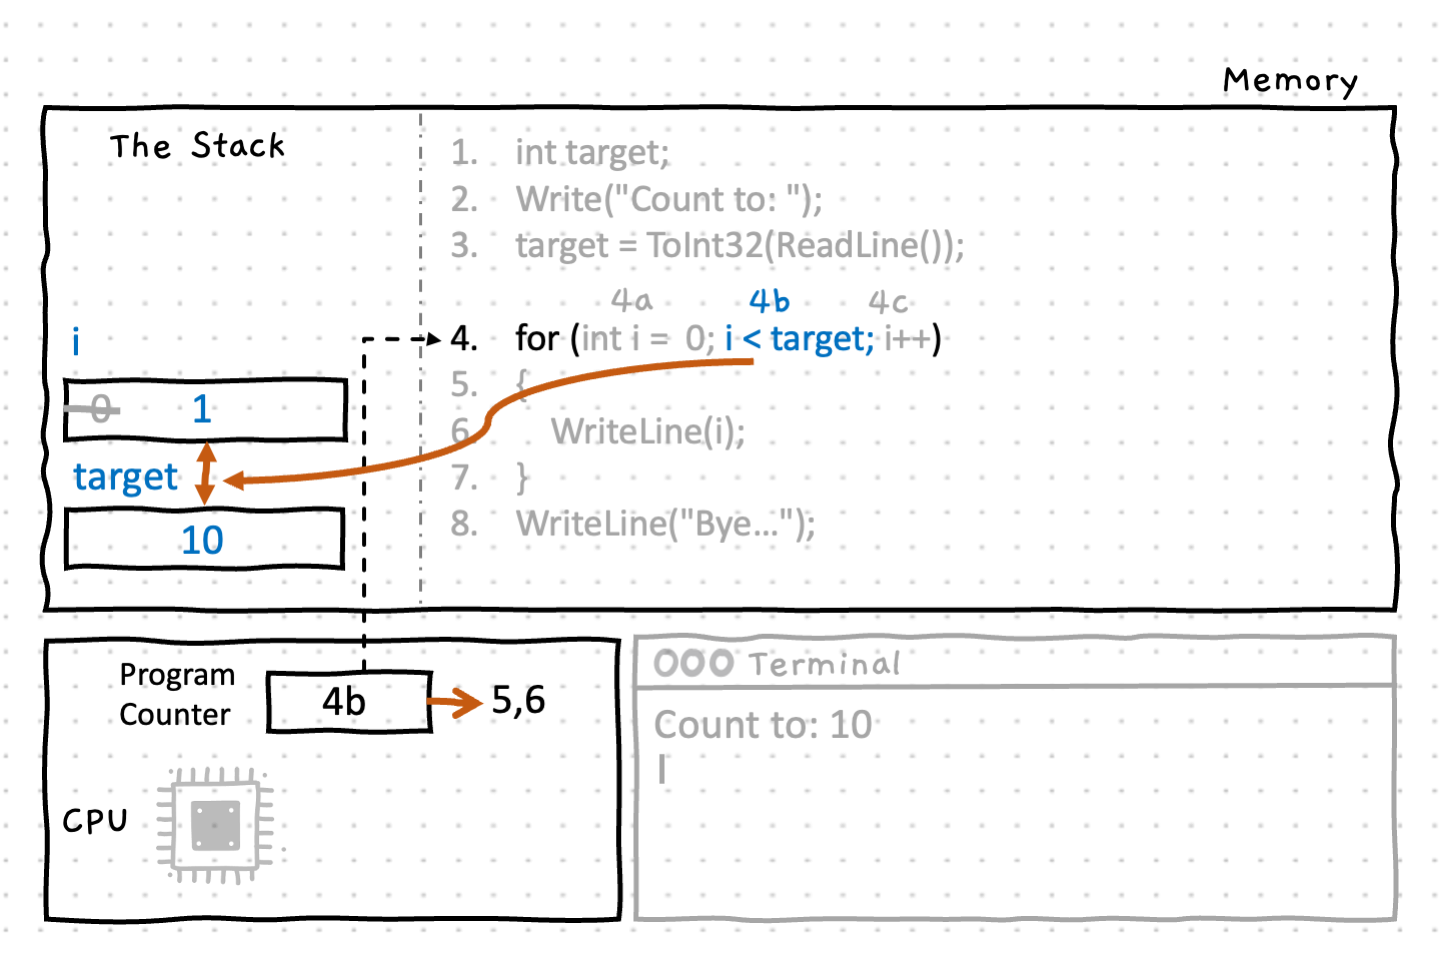 Memory
The Stack
1. int target;
2. Write("Count to: ");
3. target = ToInt32(ReadLine());
4a 4b 4c
4. for (int i = 0; i < target; i++)
5. {
6. WriteLine(i);
7. }
8. WriteLine("Bye...");
i
0 1
target
10
Program
Counter
4b
5,6
CPU
Terminal
Count to: 10